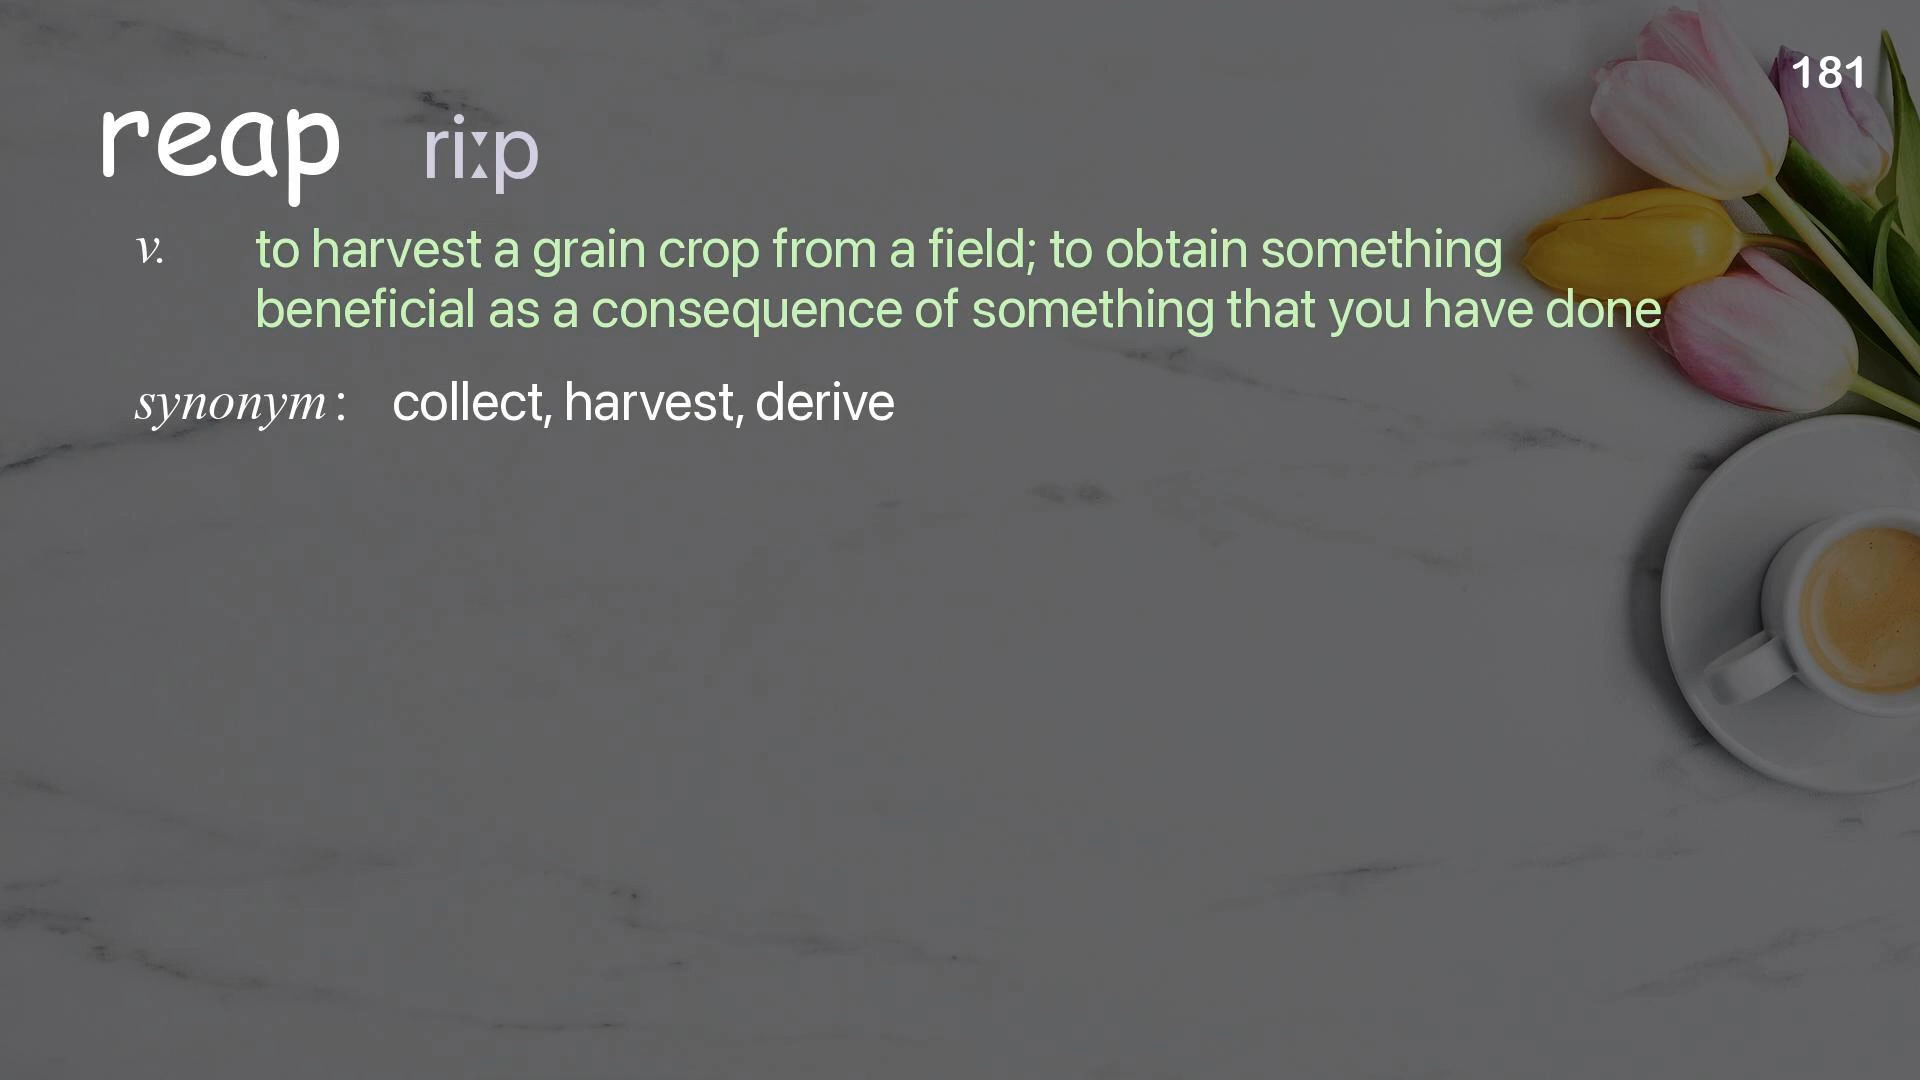 181
reap riːp
v. to harvest a grain crop from a field; to obtain something
beneficial as a consequence of something that you have done
synonym : collect, harvest, derive